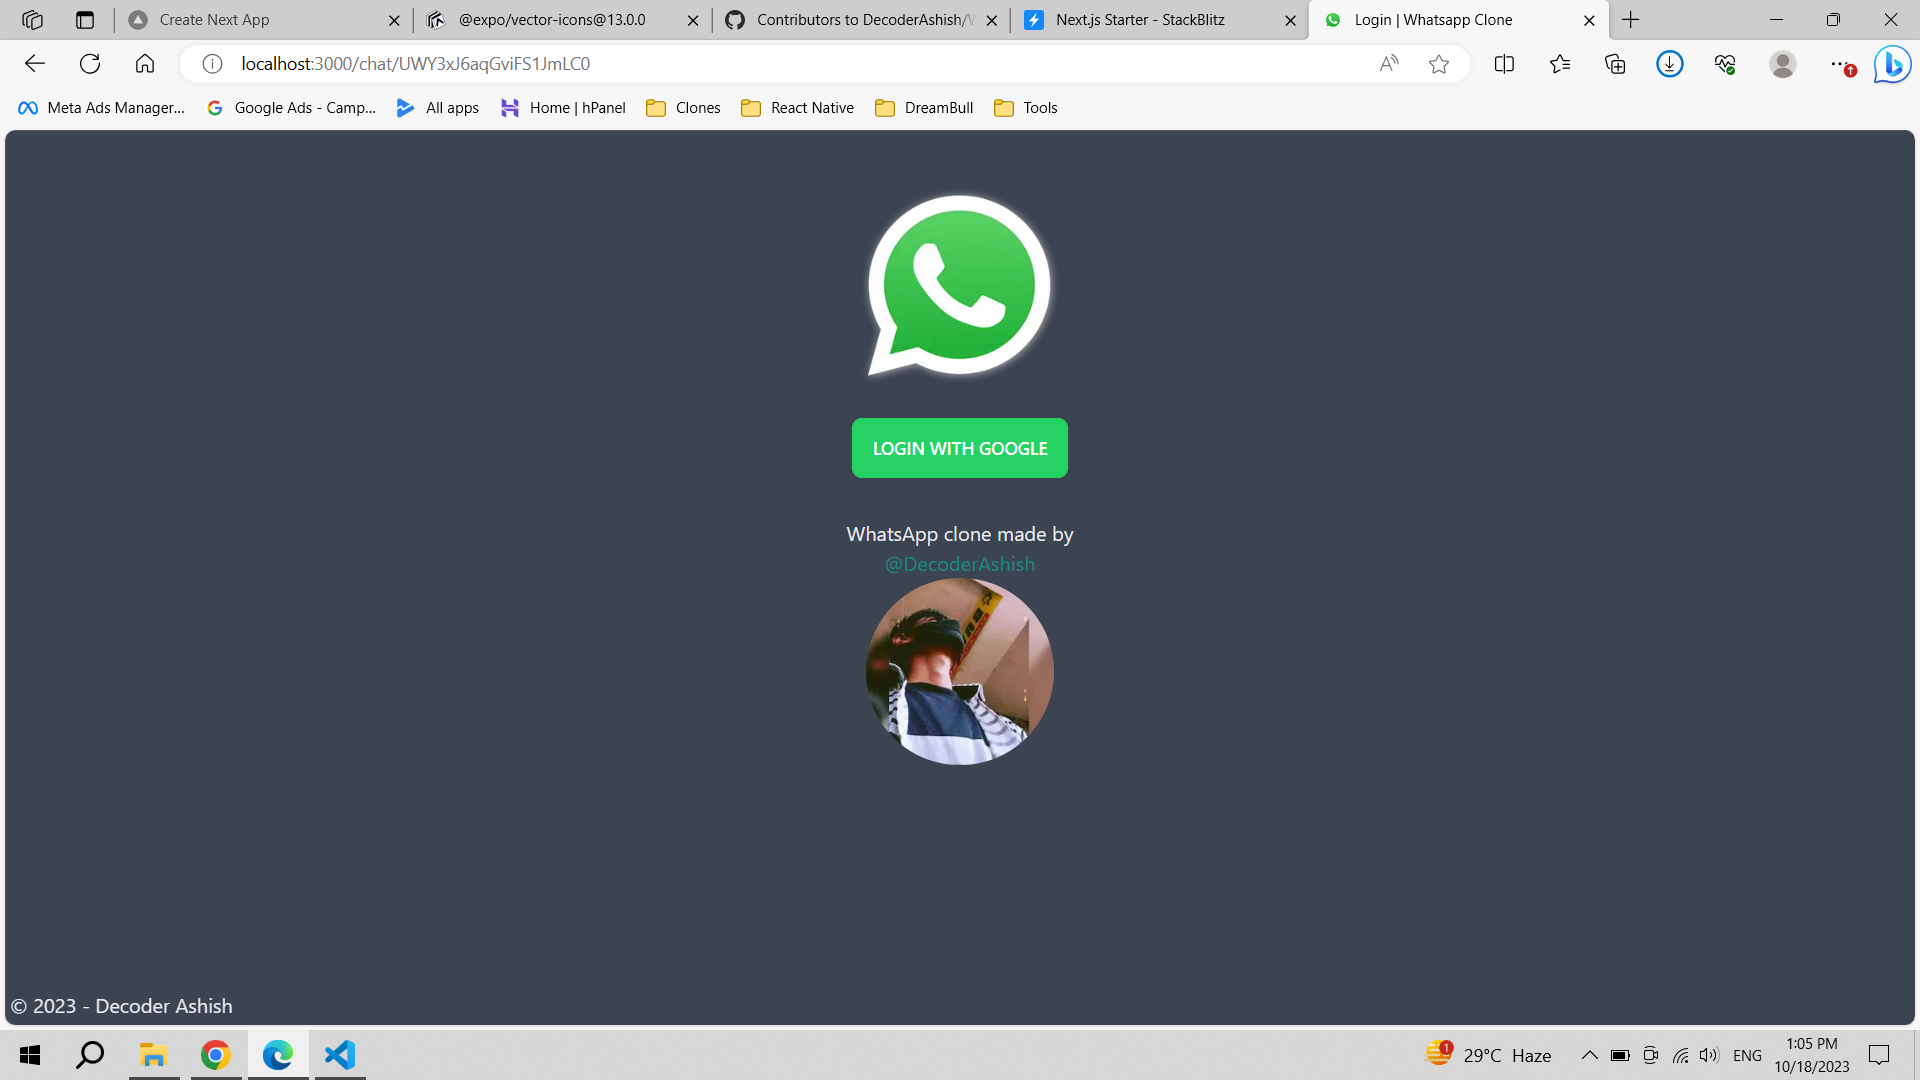 Create Next App
@expo/vector-icons@13.0.0
Contributors to DecoderAshish/
Next.js Starter - StackBlitz
Login | Whatsapp Clone
localhost:3000/chat/UWY3xJ6aqGviFS1JmLC0
Meta Ads Manager...
Google Ads - Camp...
All apps
Home | hPanel
Clones
React Native
DreamBull
Tools
LOGIN WITH GOOGLE
WhatsApp clone made by
@DecoderAshish
© 2023 - Decoder Ashish
1
29°C Haze
ENG
1:05 PM
10/18/2023